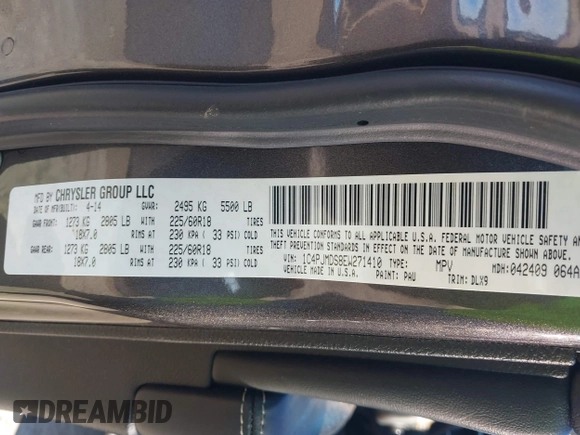 MFD BY CHRYSLER GROUP LLC
DATE OF MFD(BUILT): 4-14 GVWR: 2495 KG 5500 LB
GAWR FRONT: 1273 KG 2805 LB WITH 225/60R18 TIRES
18X7.0 RIMS AT 230 KPA ( 33 PSI) COLD
GAWR REAR: 1273 KG 2805 LB WITH 225/60R18 TIRES
18X7.0 RIMS AT 230 KPA ( 33 PSI) COLD
THIS VEHICLE CONFORMS TO ALL APPLICABLE U.S.A. FEDERAL MOTOR VEHICLE SAFETY AN
THEFT PREVENTION STANDARDS IN EFFECT ON THE DATE OF MANUFACTURE SHOWN ABOVE.
VEHICLE MADE IN U.S.A.
VIN: 1C4PJMDS8EW271410 TYPE: MPV MDH: 042409 064A
PAINT: PAU TRIM: DLX9
DREAMBID